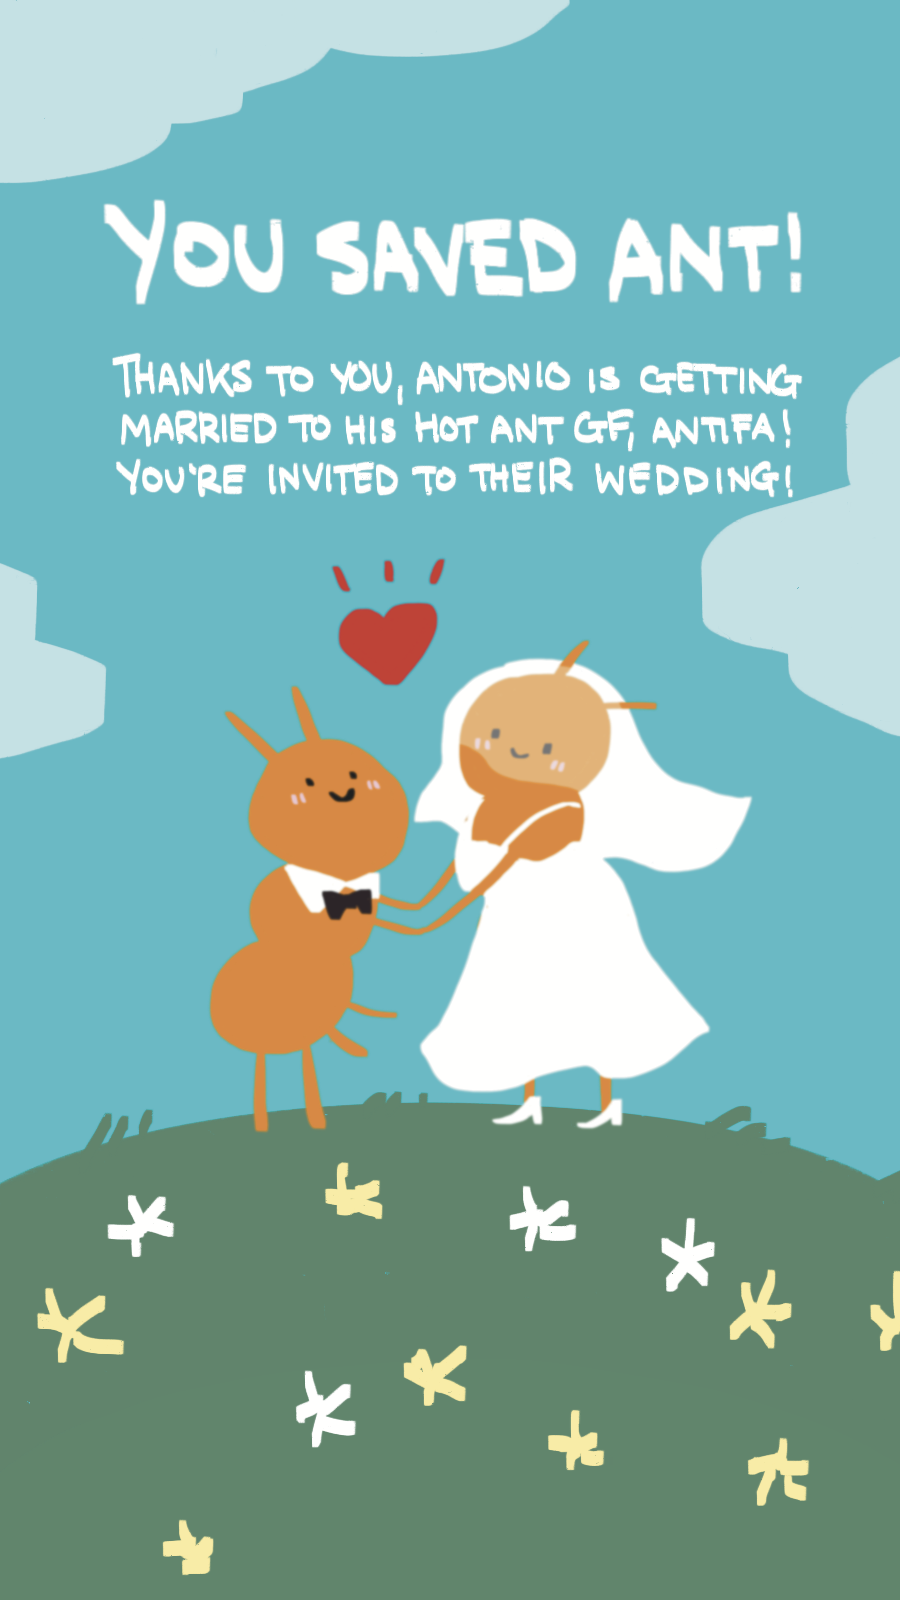 YOU SAVED ANT!
THANKS TO YOU, ANTONIO IS GETTING
MARRIED TO HIS HOT ANT GF, ANTIFA!
YOU'RE INVITED TO THEIR WEDDING!